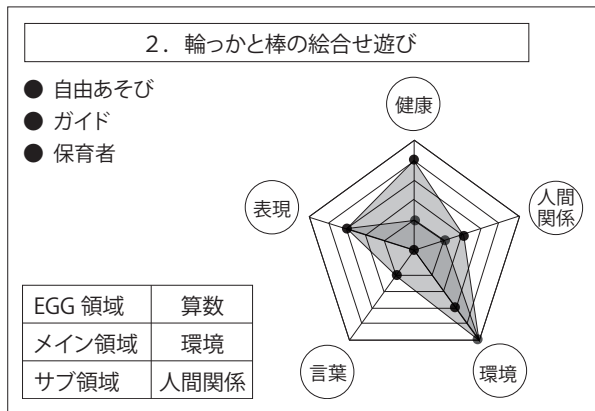 2．輪っかと棒の絵合せ遊び
● 自由あそび
● ガイド
● 保育者
健康
表現
人間
関係
言葉
環境
EGG 領域 算数
メイン領域 環境
サブ領域 人間関係